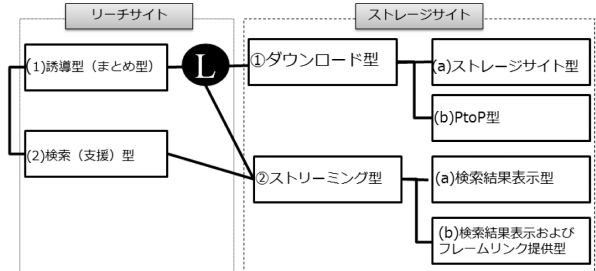 リーチサイト
ストレージサイト
(1)誘導型（まとめ型）
L
①ダウンロード型
(a)ストレージサイト型
(b)PtoP型
(2)検索（支援）型
②ストリーミング型
(a)検索結果表示型
(b)検索結果表示および
フレームリンク提供型